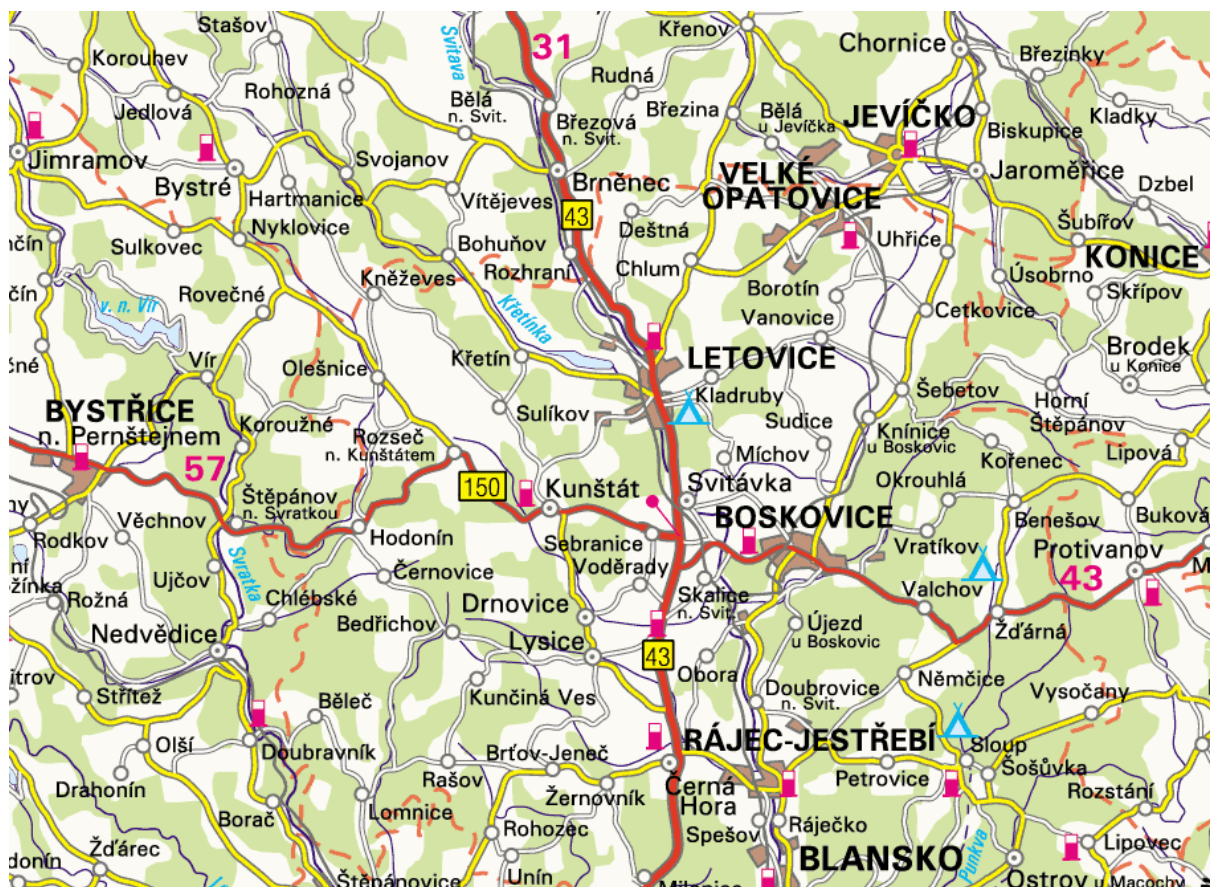 Stašov
Svitava
31
Křenov
Chornice
Březinky
Korouhev
Rudná
Jedlová
Rohozná
Bělá
n. Svit.
Březina
Bělá
u Jevíčka
JEVÍČKO
Kladky
Březová
n. Svit.
Biskupice
Jimramov
Svojanov
Bystré
Brněnec
VELKÉ
OPATOVICE
Jaroměřice
Hartmanice
Vítějeves
Dzbel
43
Sulkovec
Nyklovice
Bohuňov
Deštná
Šubířov
Uhřice
Rozhraní
Chlum
KONICE
Kněževes
Úsobrno
Skřípov
v. n. Vír
Rovečné
Křetínka
Borotín
Vanovice
Cetkovice
Vír
Olešnice
Křetín
LETOVICE
Brodek
u Konice
Kladruby
Šebetov
BYSTŘICE
n. Pernštejnem
Sulíkov
Sudice
Horní
Štěpánov
Koroužné
Rozseč
n. Kunštátem
Knínice
u Boskovic
57
Míchov
Kořenec
Lipová
150
Kunštát
Svitávka
Okrouhlá
Štěpánov
n. Svratkou
BOSKOVICE
Benešov
Buková
Věchnov
Rodkov
Hodonín
Sebranice
Vratíkov
Protivanov
Voděrady
43
Ujčov
Svratka
Černovice
Valchov
Rožná
Chlébské
Drnovice
Skalice
n. Svit.
Nedvědice
Bedřichov
Újezd
u Boskovic
Žďárná
Lysice
43
Obora
Střítež
Kunčiná Ves
Němčice
Běleč
Doubrovice
n. Svit.
Vysočany
Olší
RÁJEC-JESTŘEBÍ
Sloup
Doubravník
Brťov-Jeneč
Šošůvka
Drahonín
Rašov
Černá
Hora
Petrovice
Žernovník
Rozstání
Lomnice
Borač
Spešov
Ráječko
Rohozec
Lipovec
Žďárec
BLANSKO
Punkva
Štěpánovice
Unín
Ostrov
u Macochy